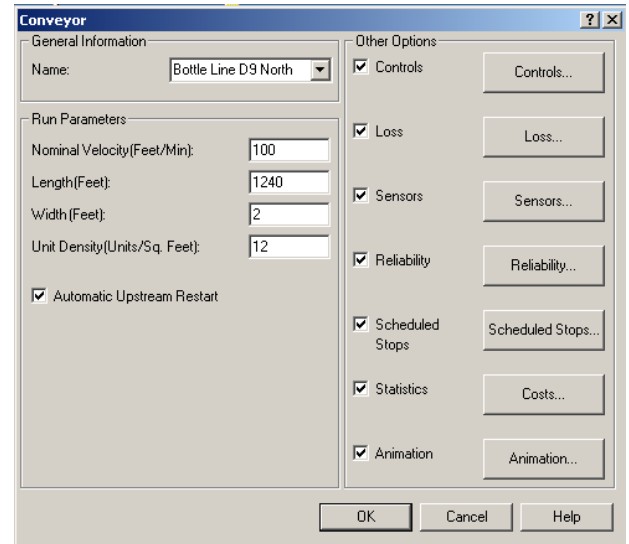 Conveyor
General Information
Name:
Bottle Line D9 North
Run Parameters
Nominal Velocity(Feet/Min):
100
Length(Feet):
1240
Width(Feet):
2
Unit Density(Units/Sq. Feet):
12
Automatic Upstream Restart
Other Options
Controls
Controls...
Loss
Loss...
Sensors
Sensors...
Reliability
Reliability...
Scheduled
Stops
Scheduled Stops...
Statistics
Costs...
Animation
Animation...
OK
Cancel
Help